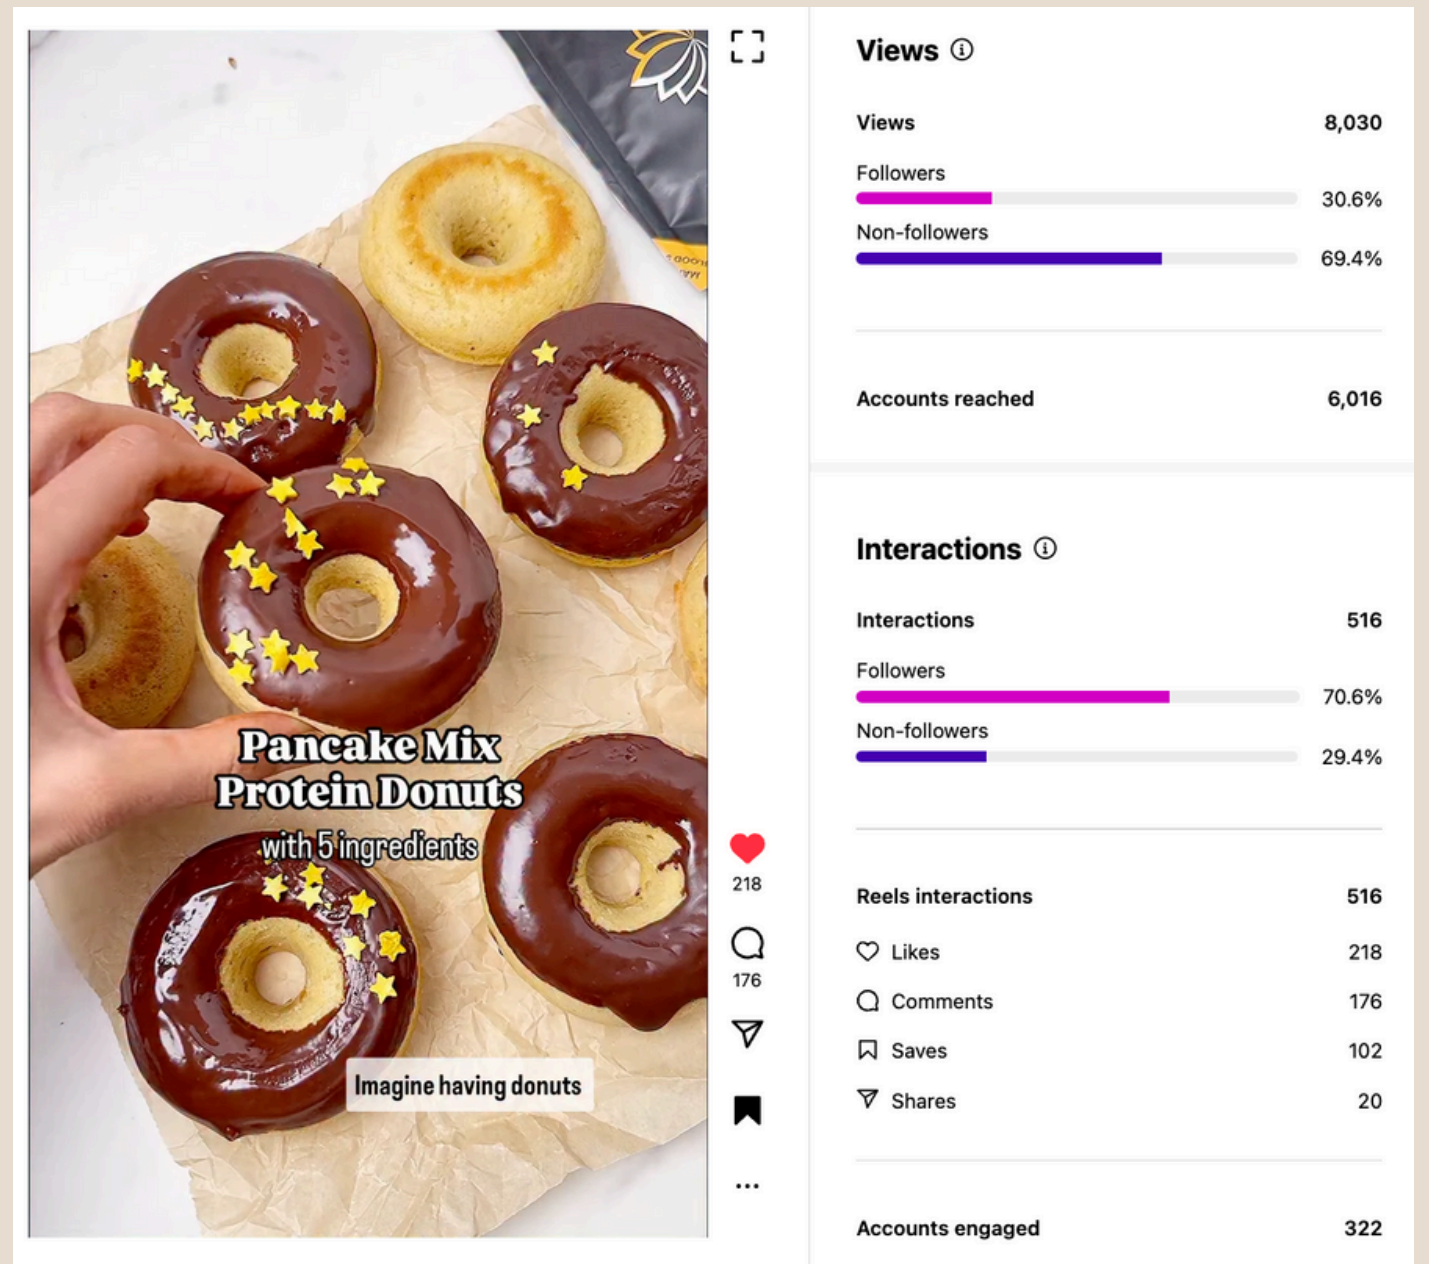 Pancake Mix
Protein Donuts
with 5 ingredients
Imagine having donuts
218
176
Views
Views 8,030
Followers
30.6%
Non-followers
69.4%
Accounts reached 6,016
Interactions
Interactions 516
Followers
70.6%
Non-followers
29.4%
Reels interactions 516
Likes 218
Comments 176
Saves 102
Shares 20
Accounts engaged 322